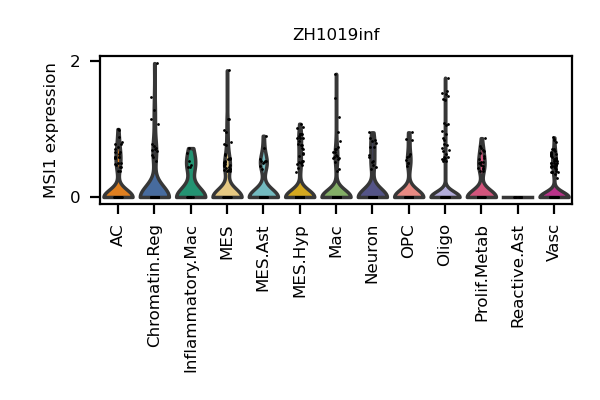 ZH1019inf
MSI1 expression
2
0
AC
Chromatin.Reg
Inflammatory.Mac
MES
MES.Ast
MES.Hyp
Mac
Neuron
OPC
Oligo
Prolif.Metab
Reactive.Ast
Vasc